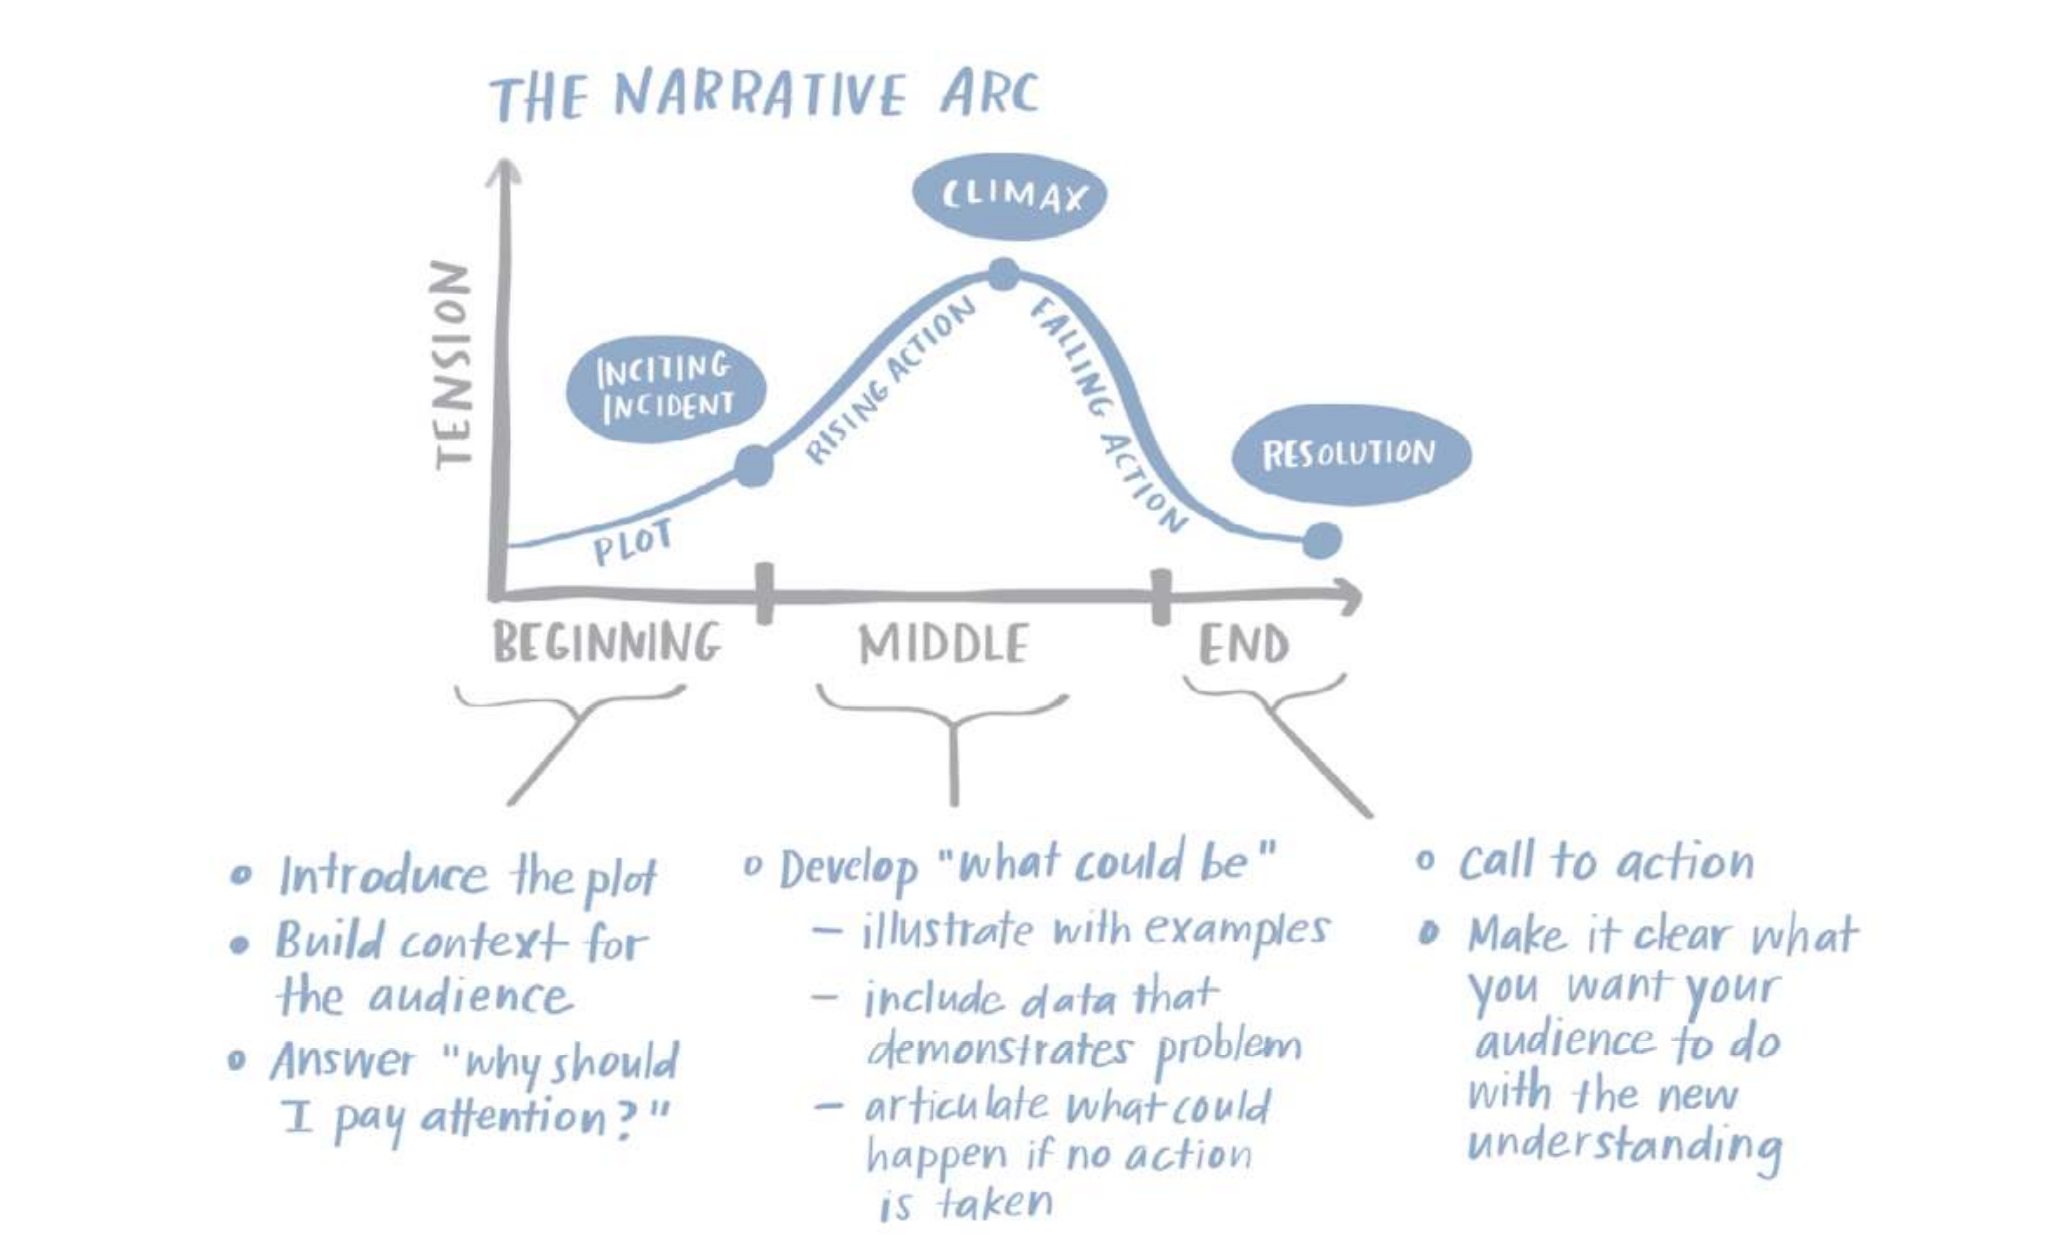 THE NARRATIVE ARC
CLIMAX
TENSION
INCITING
INCIDENT
RISING ACTION
FALLING ACTION
RESOLUTION
PLOT
BEGINNING
MIDDLE
END
• Introduce the plot
• Build context for
the audience
• Answer "why should
I pay attention?"
• Develop "what could be"
– illustrate with examples
– include data that
demonstrates problem
– articulate what could
happen if no action
is taken
• call to action
• Make it clear what
you want your
audience to do
with the new
understanding